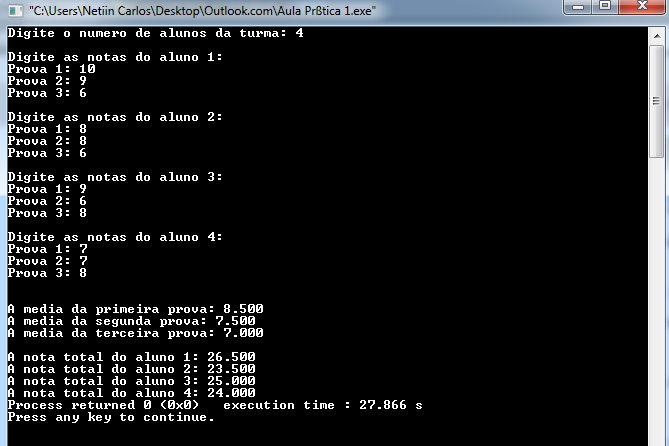 "C:\Users\Netiin Carlos\Desktop\Outlook.com\Aula Prßtica 1.exe"
Digite o numero de alunos da turma: 4
Digite as notas do aluno 1:
Prova 1: 10
Prova 2: 9
Prova 3: 6
Digite as notas do aluno 2:
Prova 1: 8
Prova 2: 8
Prova 3: 6
Digite as notas do aluno 3:
Prova 1: 9
Prova 2: 6
Prova 3: 8
Digite as notas do aluno 4:
Prova 1: 7
Prova 2: 7
Prova 3: 8
A media da primeira prova: 8.500
A media da segunda prova: 7.500
A media da terceira prova: 7.000
A nota total do aluno 1: 26.500
A nota total do aluno 2: 23.500
A nota total do aluno 3: 25.000
A nota total do aluno 4: 24.000
Process returned 0 (0x0)   execution time : 27.866 s
Press any key to continue.